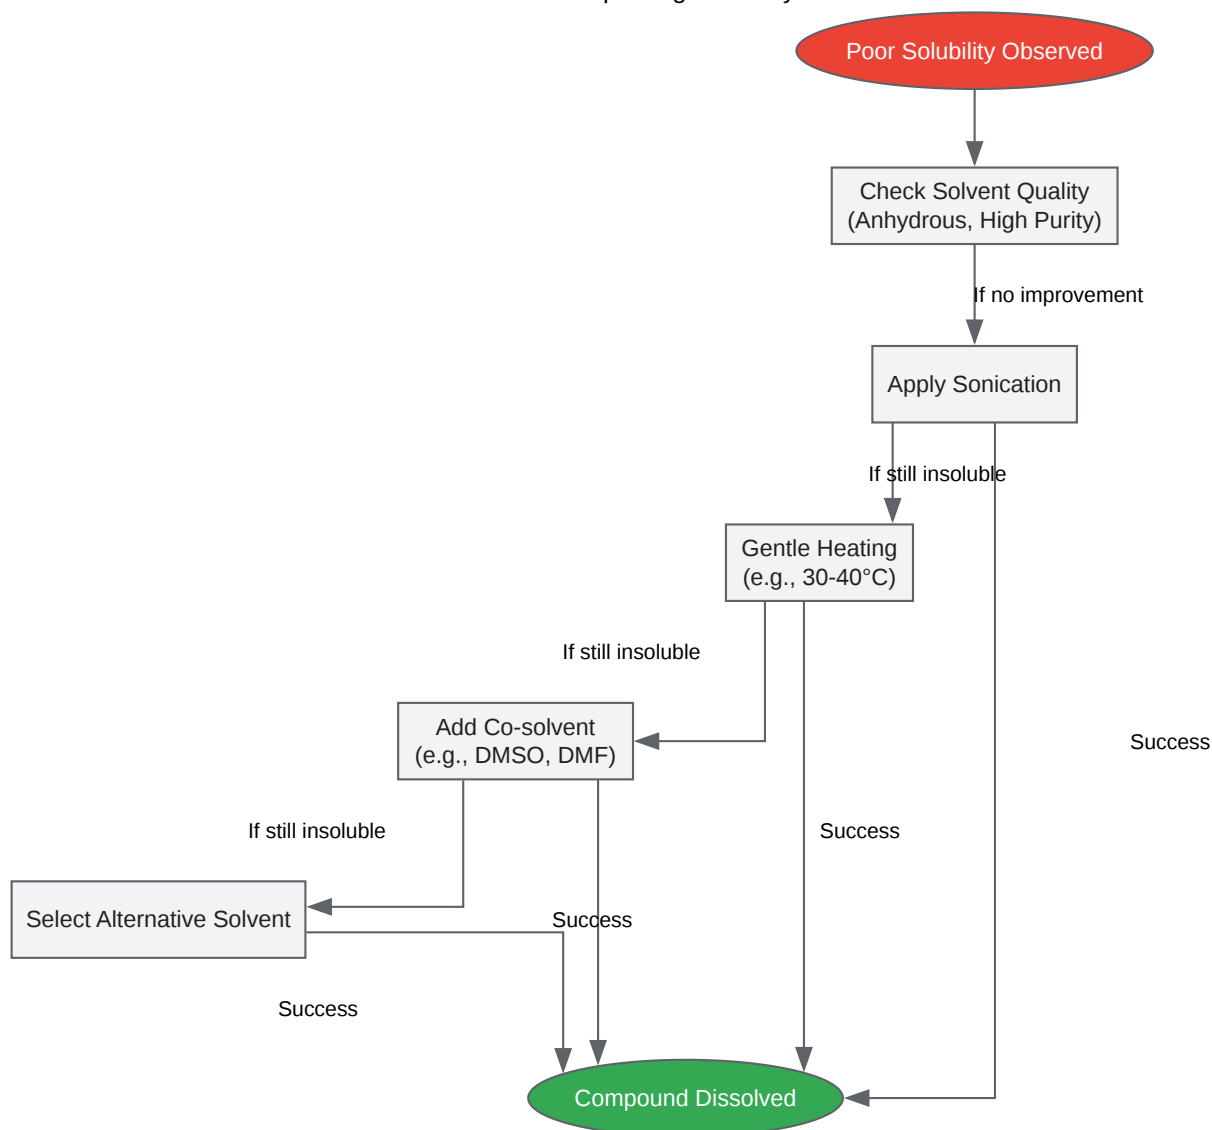 Poor Solubility Observed
Check Solvent Quality
(Anhydrous, High Purity)
If no improvement
Apply Sonication
If still insoluble
Gentle Heating
(e.g., 30-40°C)
If still insoluble
Add Co-solvent
(e.g., DMSO, DMF)
Success
If still insoluble
Success
Select Alternative Solvent
Success
Success
Compound Dissolved